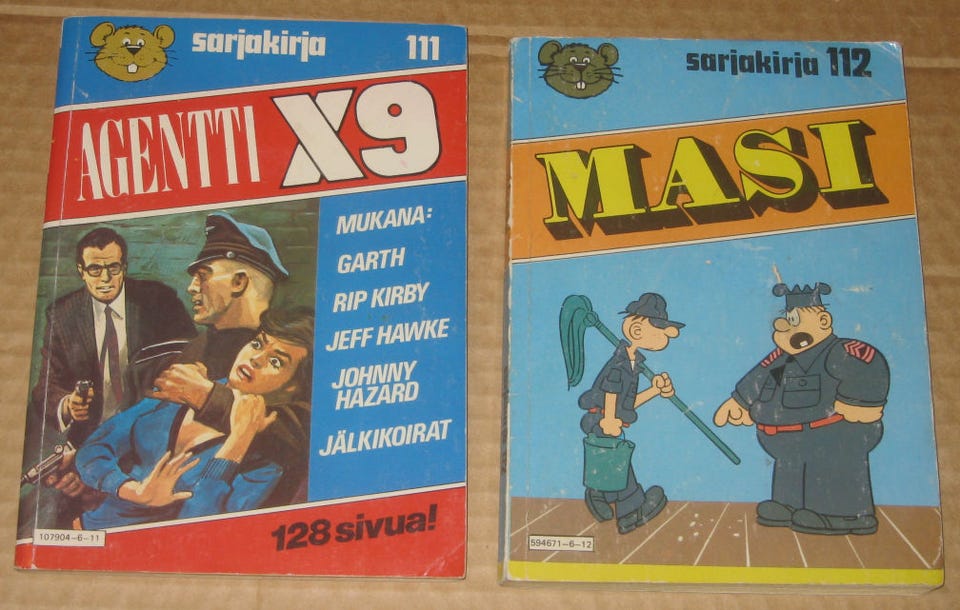 sarjakirja 111
AGENTTI X9
MUKANA:
GARTH
RIP KIRBY
JEFF HAWKE
JOHNNY
HAZARD
JÄLKIKOIRAT
128 sivua!
107904-6-11
sarjakirja 112
MASI
594671-6-12